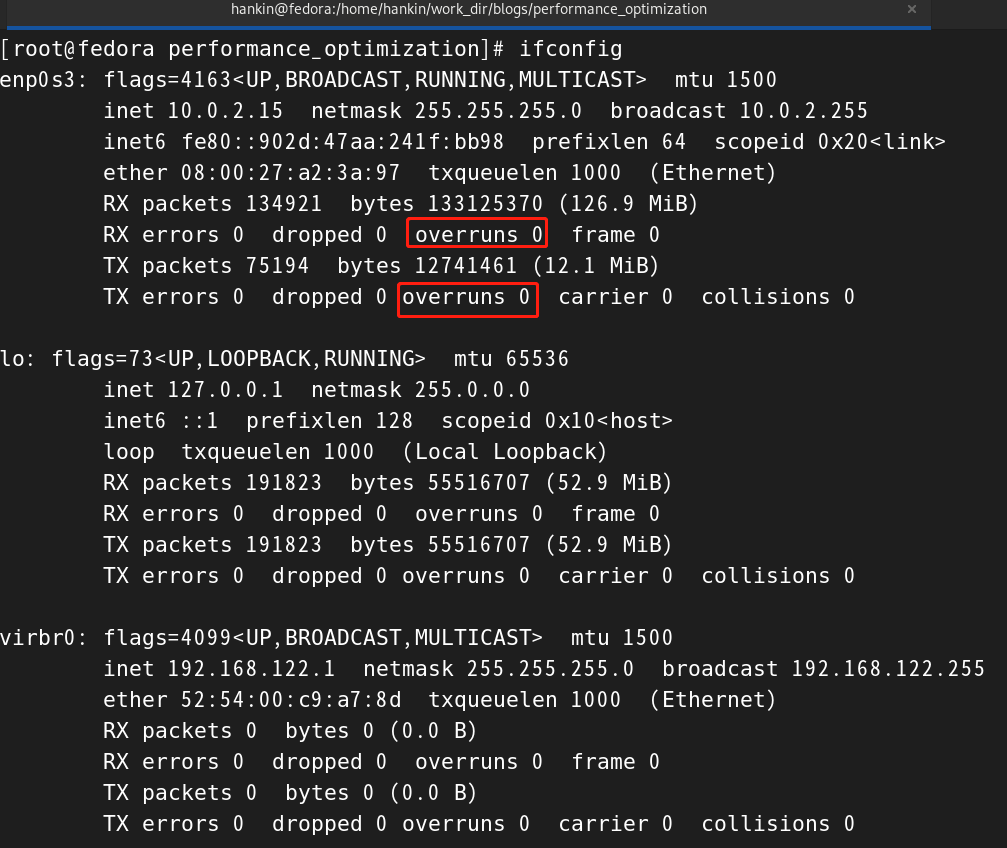 hankin@fedora:/home/hankin/work_dir/blogs/performance_optimization ×
[root@fedora performance_optimization]# ifconfig
enp0s3: flags=4163<UP,BROADCAST,RUNNING,MULTICAST>  mtu 1500
        inet 10.0.2.15  netmask 255.255.255.0  broadcast 10.0.2.255
        inet6 fe80::902d:47aa:241f:bb98  prefixlen 64  scopeid 0x20<link>
        ether 08:00:27:a2:3a:97  txqueuelen 1000  (Ethernet)
        RX packets 134921  bytes 133125370 (126.9 MiB)
        RX errors 0  dropped 0  overruns 0  frame 0
        TX packets 75194  bytes 12741461 (12.1 MiB)
        TX errors 0  dropped 0 overruns 0  carrier 0  collisions 0

lo: flags=73<UP,LOOPBACK,RUNNING>  mtu 65536
        inet 127.0.0.1  netmask 255.0.0.0
        inet6 ::1  prefixlen 128  scopeid 0x10<host>
        loop  txqueuelen 1000  (Local Loopback)
        RX packets 191823  bytes 55516707 (52.9 MiB)
        RX errors 0  dropped 0  overruns 0  frame 0
        TX packets 191823  bytes 55516707 (52.9 MiB)
        TX errors 0  dropped 0 overruns 0  carrier 0  collisions 0

virbr0: flags=4099<UP,BROADCAST,MULTICAST>  mtu 1500
        inet 192.168.122.1  netmask 255.255.255.0  broadcast 192.168.122.255
        ether 52:54:00:c9:a7:8d  txqueuelen 1000  (Ethernet)
        RX packets 0  bytes 0 (0.0 B)
        RX errors 0  dropped 0  overruns 0  frame 0
        TX packets 0  bytes 0 (0.0 B)
        TX errors 0  dropped 0 overruns 0  carrier 0  collisions 0